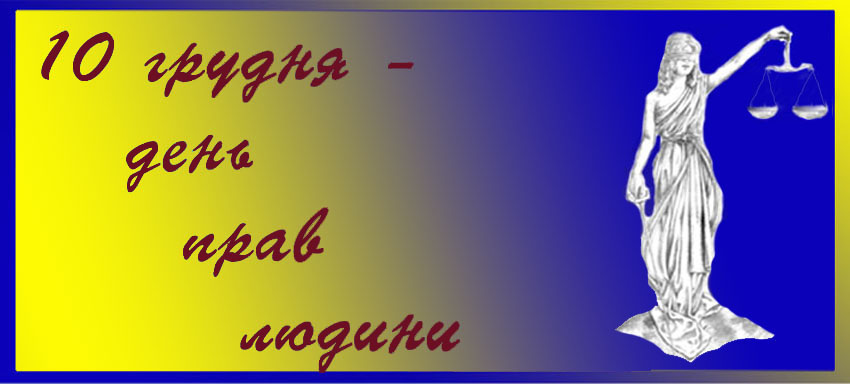 10 грудня -
день
прав
людини